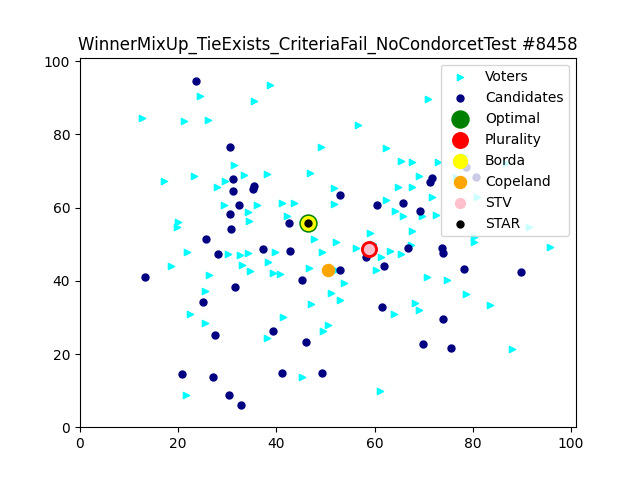 WinnerMixUp_TieExists_CriteriaFail_NoCondorcetTest #8458
100
80
60
40
20
0
0 20 40 60 80 100
Voters
Candidates
Optimal
Plurality
Borda
Copeland
STV
STAR